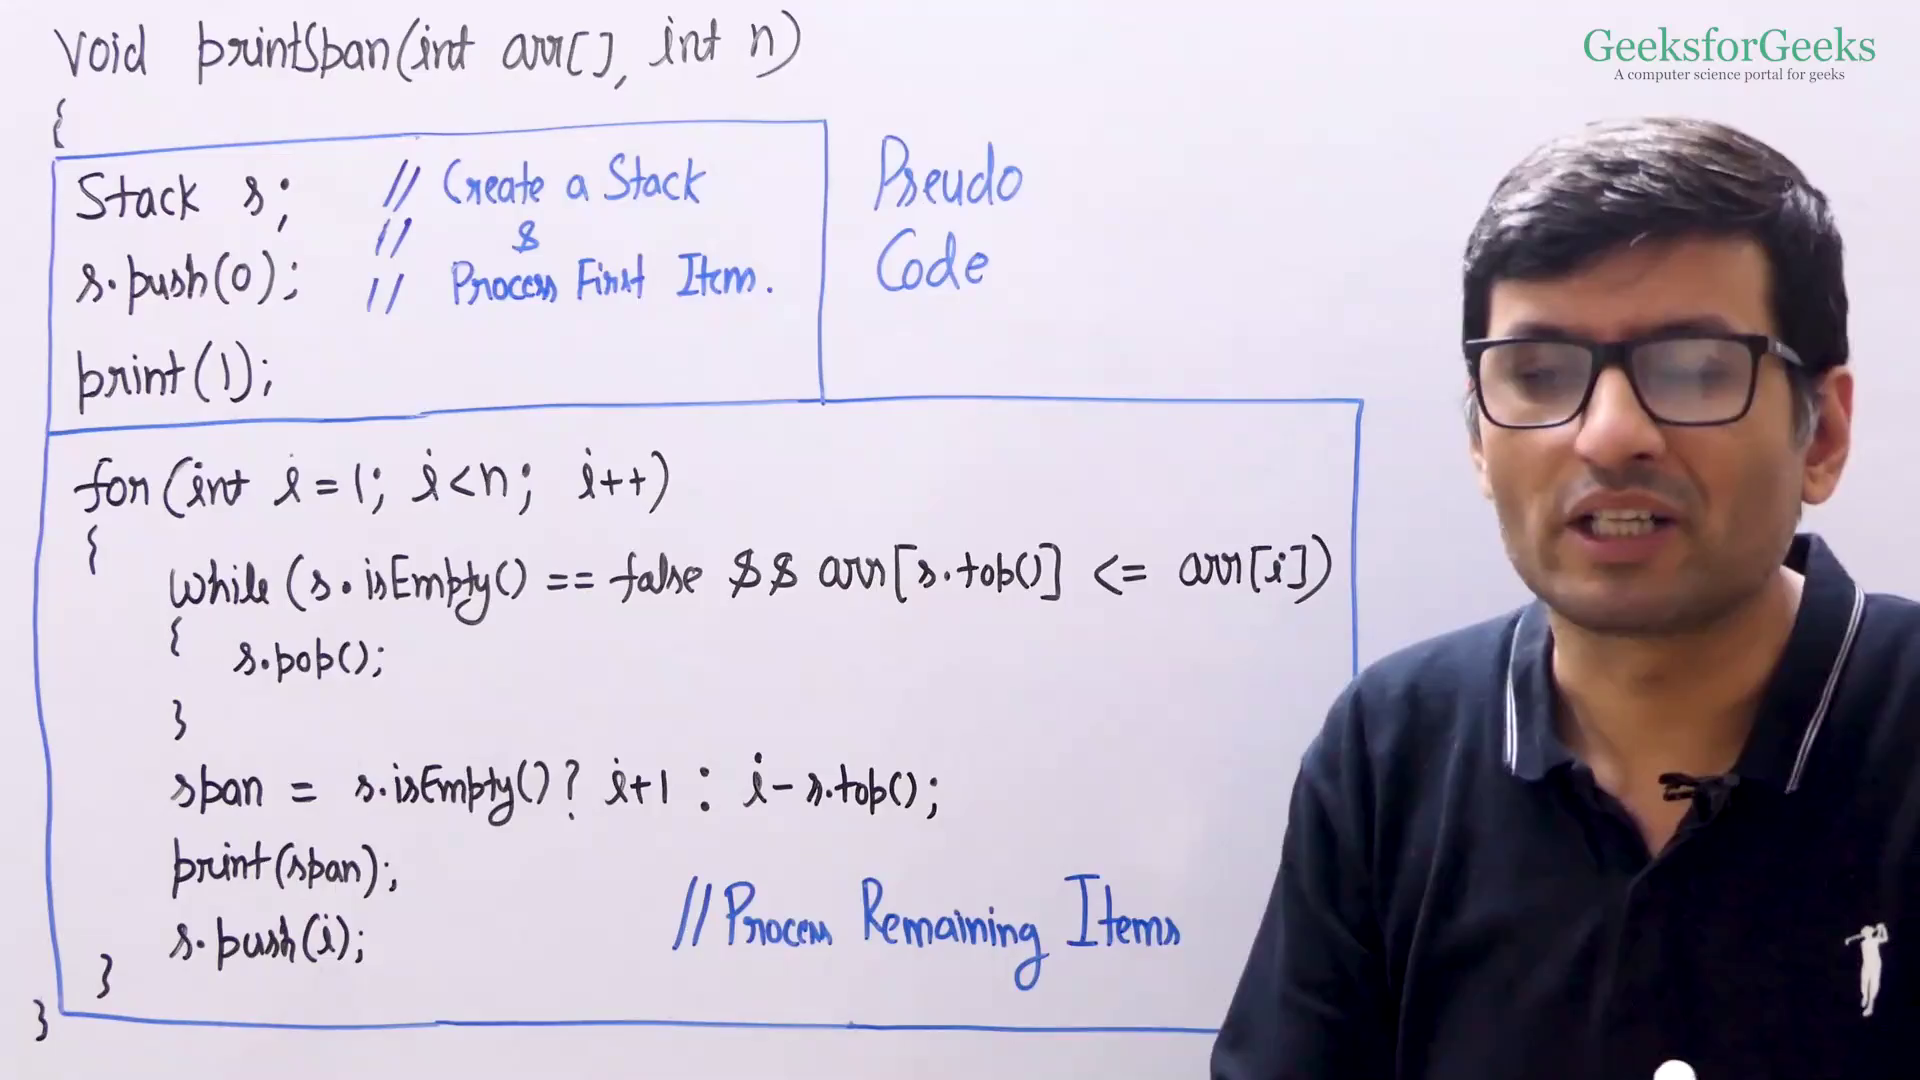 GeeksforGeeks
A computer science portal for geeks
Void printSpan(int arr[], int n)
{
Stack s; // Create a Stack
// &
s.push(0); // Process First Item.
print(1);
Pseudo
Code
for(int i=1; i<n; i++)
{
while (s.isEmpty() == false && arr[s.top()] <= arr[i])
{ s.pop();
}
span = s.isEmpty()? i+1 : i-s.top();
print(span);
s.push(i);
// Process Remaining Items
}
}